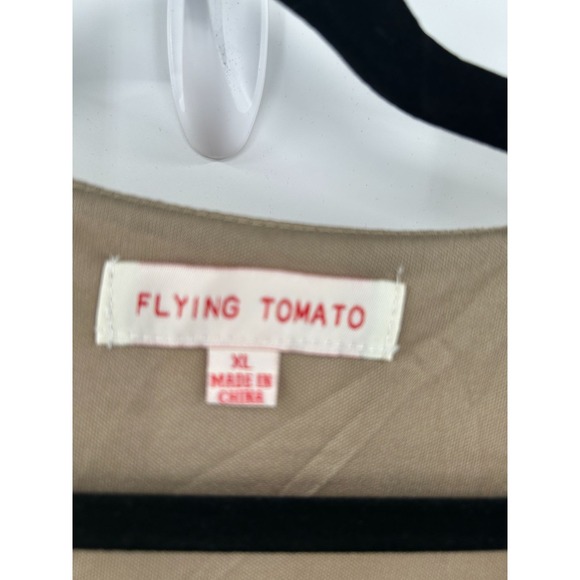 FLYING TOMATO
XL
MADE IN
CHINA